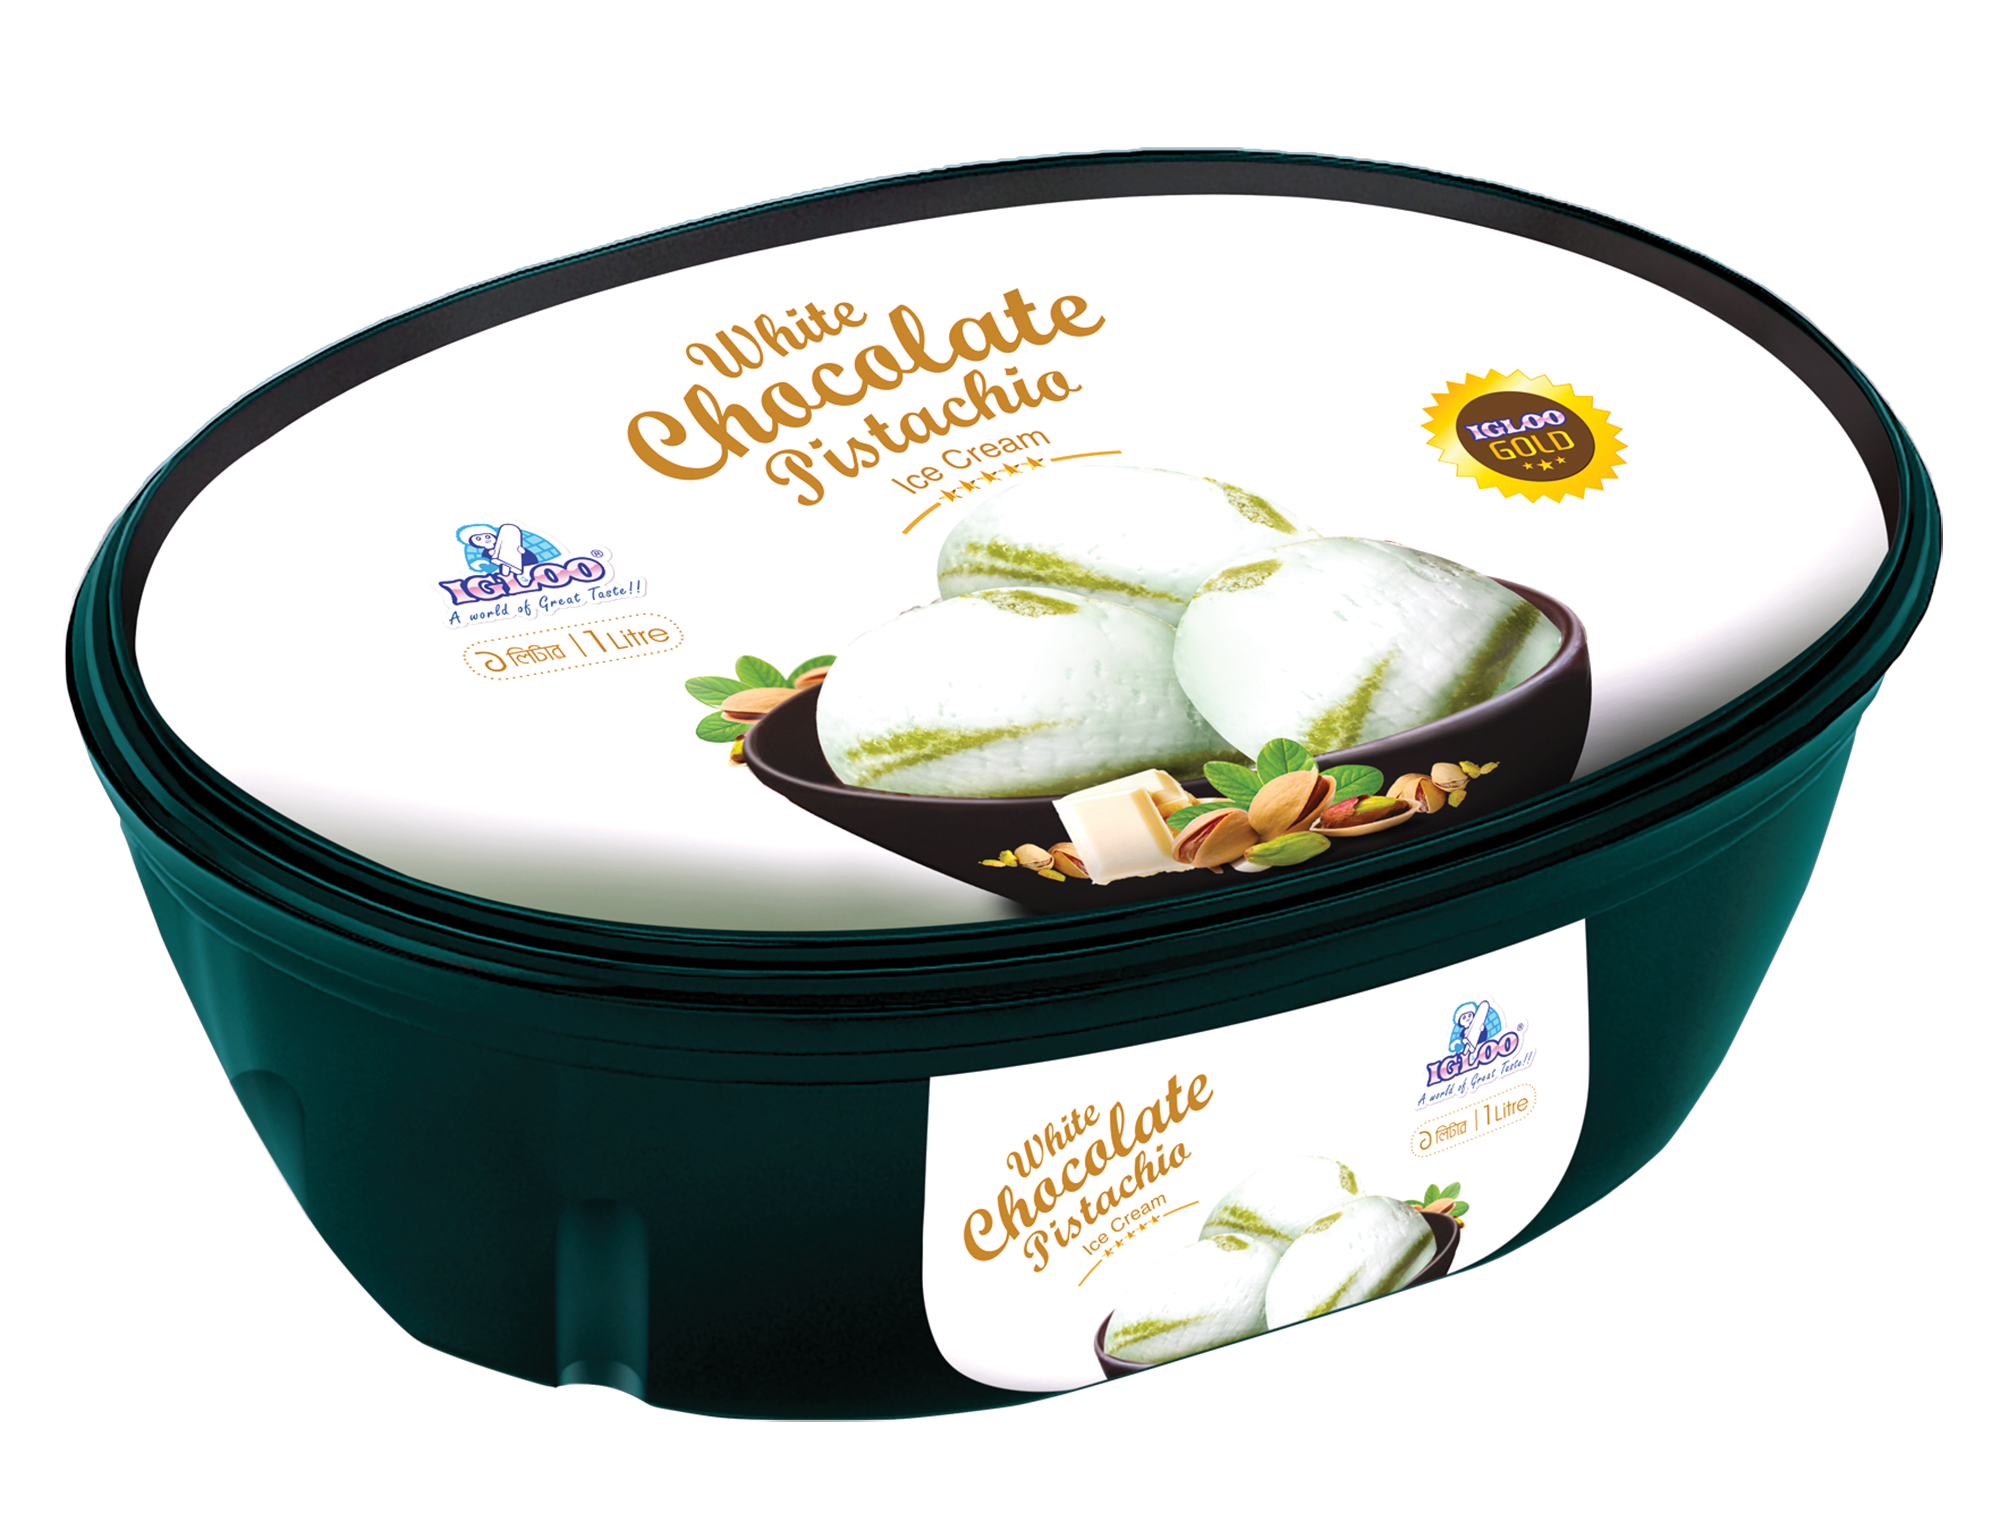 White
Chocolate
Pistachio
Ice Cream
IGLOO
GOLD
IGLOO®
A world of Great Taste!!
১ লিটার | 1 Litre
IGLOO®
A world of Great Taste!!
১ লিটার | 1 Litre
White
Chocolate
Pistachio
Ice Cream